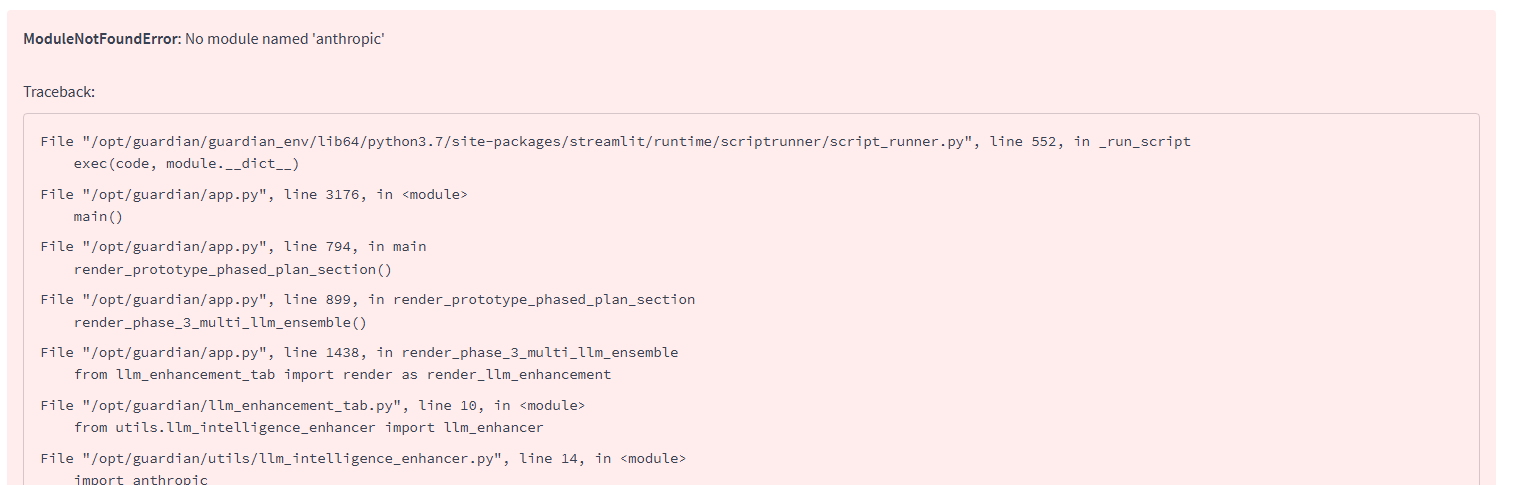 ModuleNotFoundError: No module named 'anthropic'
Traceback:
File "/opt/guardian/guardian_env/lib64/python3.7/site-packages/streamlit/runtime/scriptrunner/script_runner.py", line 552, in _run_script
exec(code, module.__dict__)
File "/opt/guardian/app.py", line 3176, in <module>
main()
File "/opt/guardian/app.py", line 794, in main
render_prototype_phased_plan_section()
File "/opt/guardian/app.py", line 899, in render_prototype_phased_plan_section
render_phase_3_multi_llm_ensemble()
File "/opt/guardian/app.py", line 1438, in render_phase_3_multi_llm_ensemble
from llm_enhancement_tab import render as render_llm_enhancement
File "/opt/guardian/llm_enhancement_tab.py", line 10, in <module>
from utils.llm_intelligence_enhancer import llm_enhancer
File "/opt/guardian/utils/llm_intelligence_enhancer.py", line 14, in <module>
import anthropic